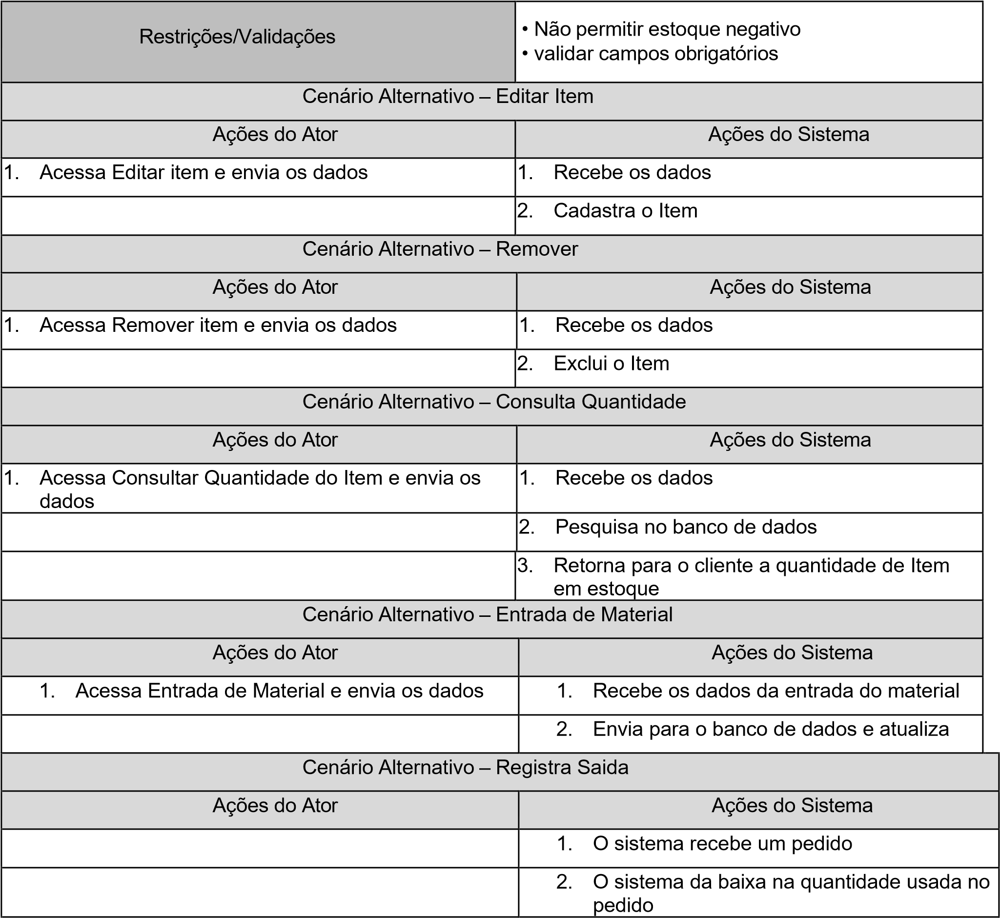 Restrições/Validações
• Não permitir estoque negativo
• validar campos obrigatórios
Cenário Alternativo – Editar Item
Ações do Ator
Ações do Sistema
1. Acessa Editar item e envia os dados
1. Recebe os dados
2. Cadastra o Item
Cenário Alternativo – Remover
Ações do Ator
Ações do Sistema
1. Acessa Remover item e envia os dados
1. Recebe os dados
2. Exclui o Item
Cenário Alternativo – Consulta Quantidade
Ações do Ator
Ações do Sistema
1. Acessa Consultar Quantidade do Item e envia os
dados
1. Recebe os dados
2. Pesquisa no banco de dados
3. Retorna para o cliente a quantidade de Item
em estoque
Cenário Alternativo – Entrada de Material
Ações do Ator
Ações do Sistema
1. Acessa Entrada de Material e envia os dados
1. Recebe os dados da entrada do material
2. Envia para o banco de dados e atualiza
Cenário Alternativo – Registra Saida
Ações do Ator
Ações do Sistema
1. O sistema recebe um pedido
2. O sistema da baixa na quantidade usada no
pedido